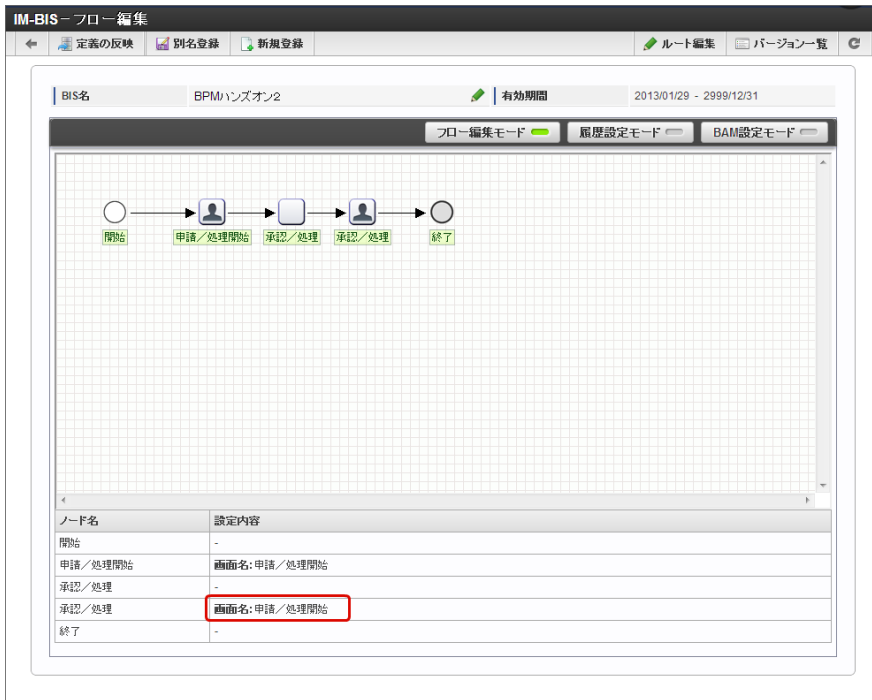 IM-BIS－フロー編集
定義の反映 別名登録 新規登録 ルート編集 バージョン一覧
BIS名 BPMハンズオン2 有効期間 2013/01/29 - 2999/12/31
フロー編集モード 履歴設定モード BAM設定モード
開始 申請／処理開始 承認／処理 承認／処理 終了
ノード名 設定内容
開始 -
申請／処理開始 画面名:申請／処理開始
承認／処理 -
承認／処理 画面名:申請／処理開始
終了 -